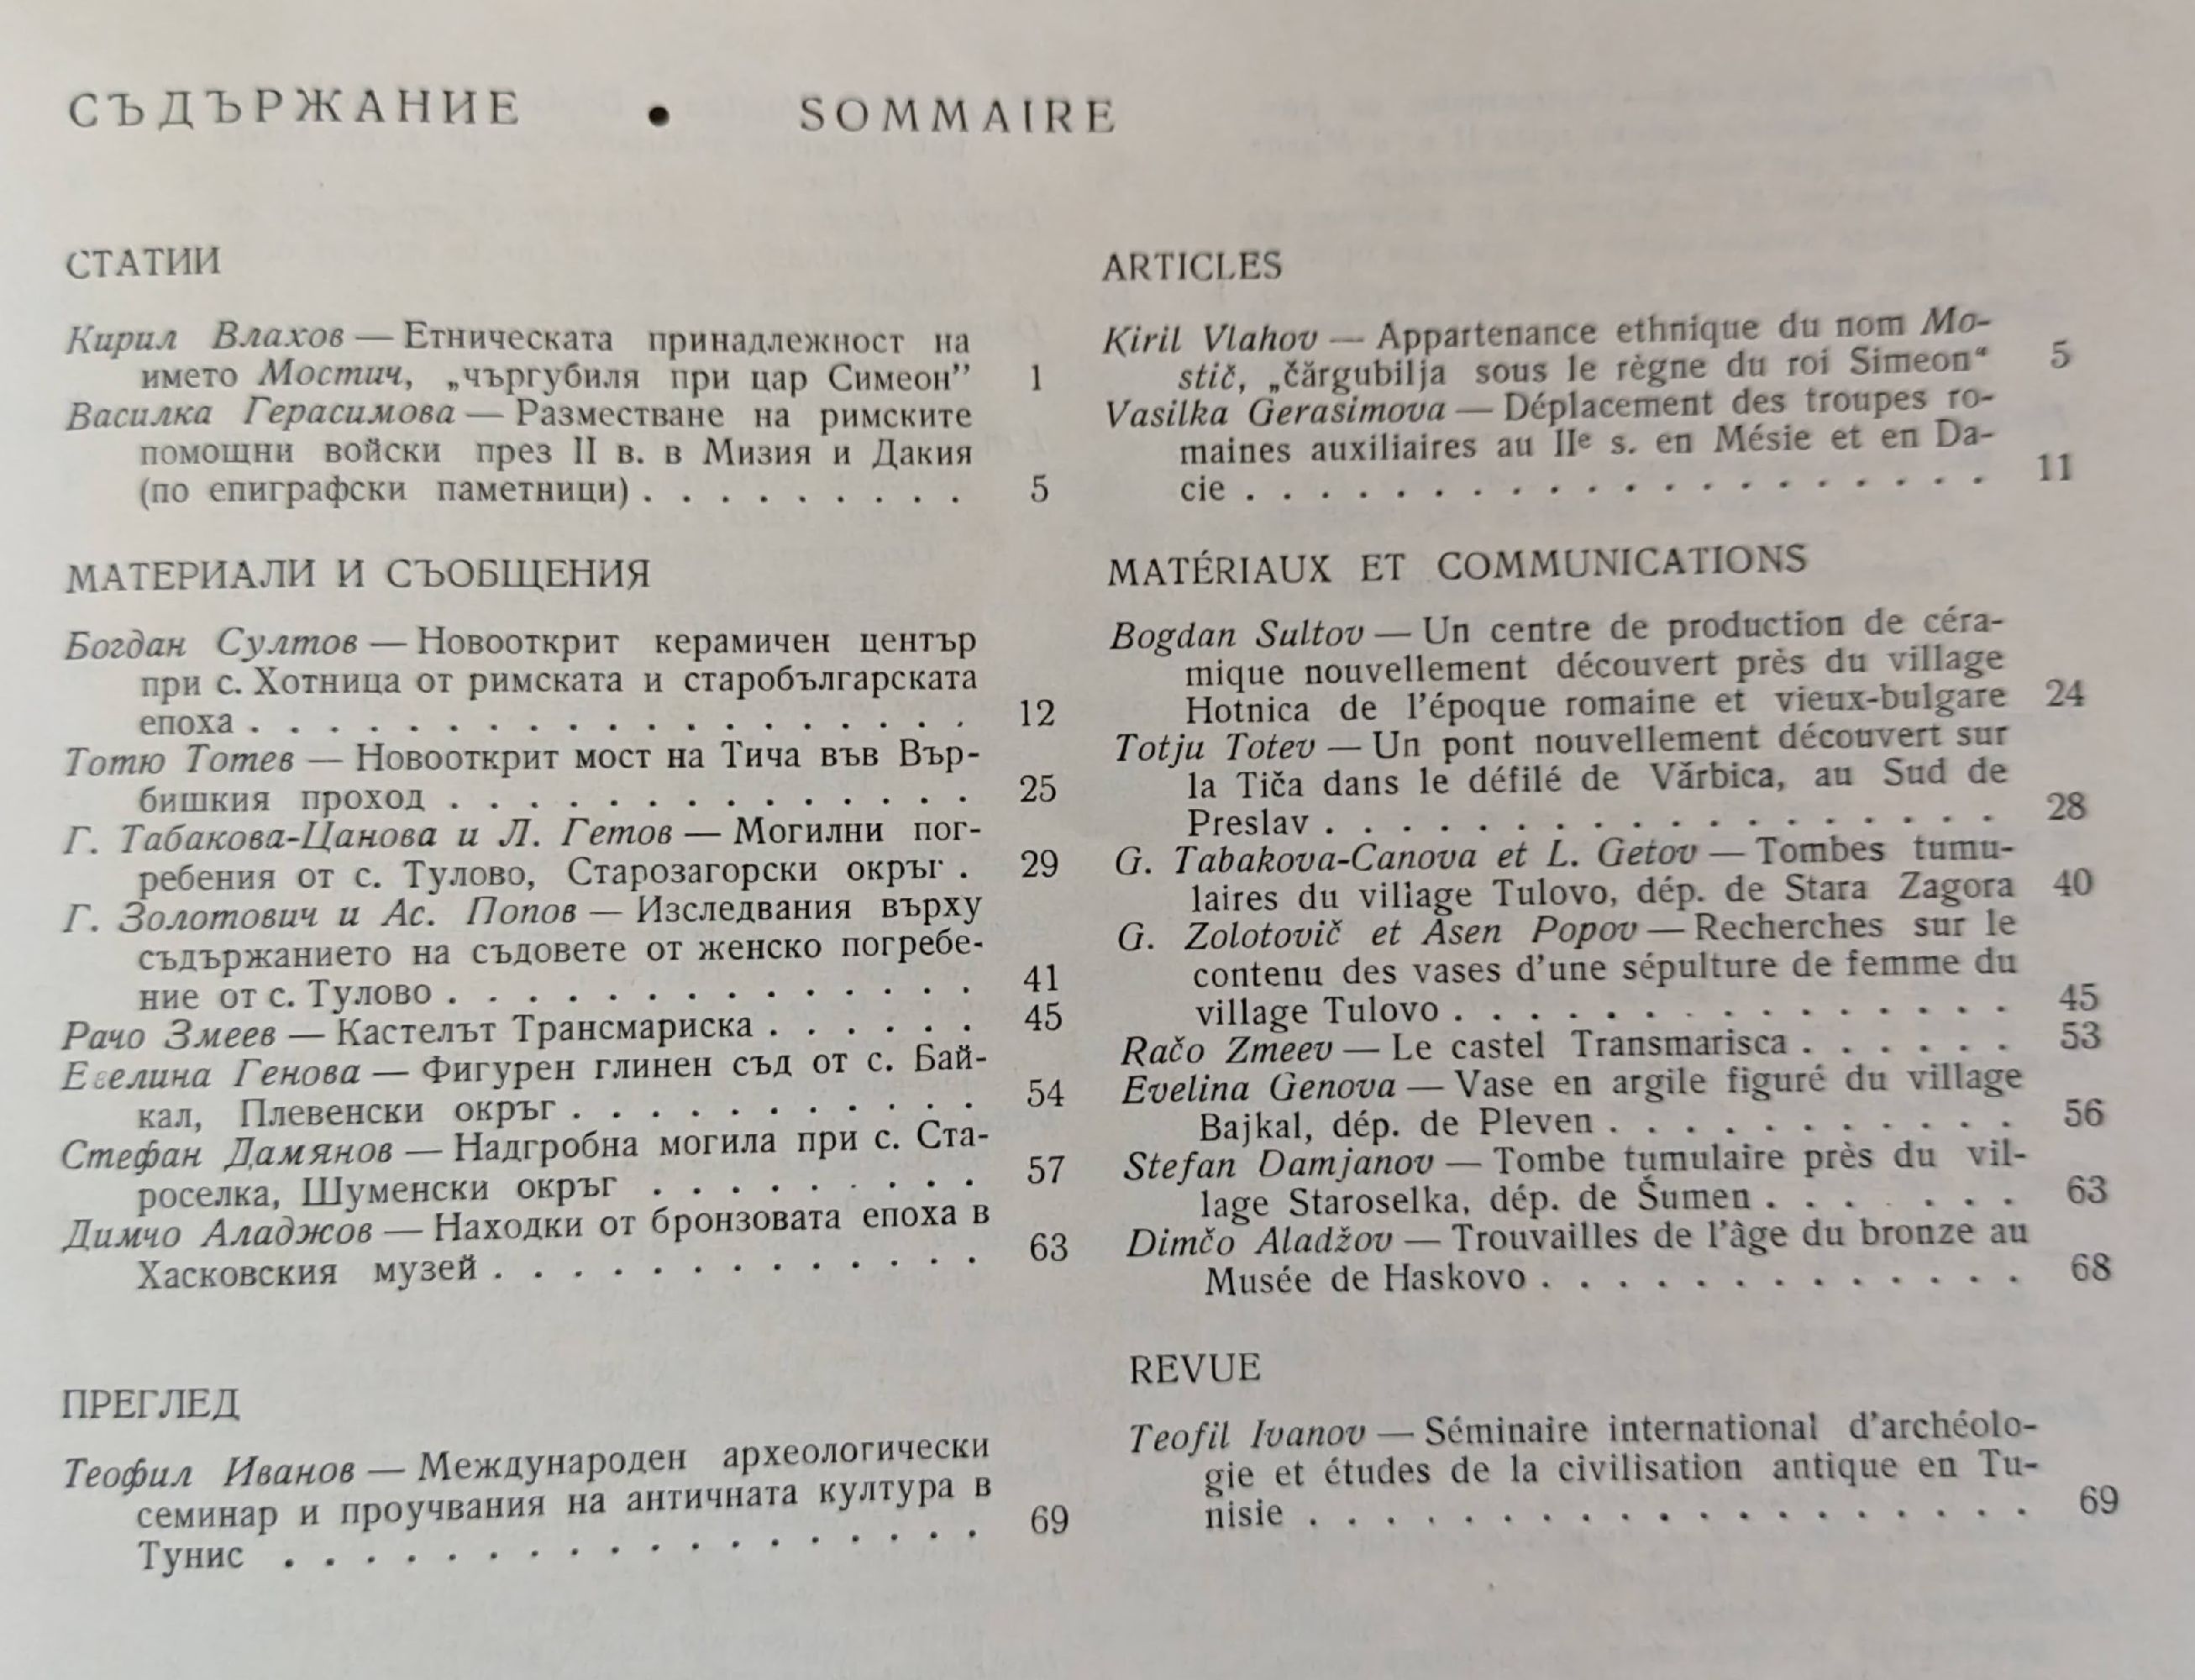 СЪДЪРЖАНИЕ • SOMMAIRE
СТАТИИ
Кирил Влахов — Етническата принадлежност на
името Мостич, „чъргубиля при цар Симеон” 1
Василка Герасимова — Разместване на римските
помощни войски през II в. в Мизия и Дакия
(по епиграфски паметници) . . . . . . . . . 5
МАТЕРИАЛИ И СЪОБЩЕНИЯ
Богдан Султов — Новооткрит керамичен център
при с. Хотница от римската и старобългарската
епоха . . . . . . . . . . . . . . . . . . . 12
Тотю Тотев — Новооткрит мост на Тича във Вър-
бишкия проход . . . . . . . . . . . . . . 25
Г. Табакова-Цанова и Л. Гетов — Могилни пог-
ребения от с. Тулово, Старозагорски окръг . 29
Г. Золотович и Ас. Попов — Изследвания върху
съдържанието на съдовете от женско погребе-
ние от с. Тулово . . . . . . . . . . . . . . 41
Рачо Змеев — Кастелът Трансмариска . . . . . . 45
Евелина Генова — Фигурен глинен съд от с. Бай-
кал, Плевенски окръг . . . . . . . . . . . 54
Стефан Дамянов — Надгробна могила при с. Ста-
роселка, Шуменски окръг . . . . . . . . . 57
Димчо Аладжов — Находки от бронзовата епоха в
Хасковския музей . . . . . . . . . . . . . 63
ПРЕГЛЕД
Теофил Иванов — Международен археологически
семинар и проучвания на античната култура в
Тунис . . . . . . . . . . . . . . . . . . 69
ARTICLES
Kiril Vlahov — Appartenance ethnique du nom Mo-
stič, „čărgubilja sous le règne du roi Simeon“ 5
Vasilka Gerasimova — Déplacement des troupes ro-
maines auxiliaires au IIe s. en Mésie et en Da-
cie . . . . . . . . . . . . . . . . . . . . 11
MATÉRIAUX ET COMMUNICATIONS
Bogdan Sultov — Un centre de production de céra-
mique nouvellement découvert près du village
Hotnica de l’époque romaine et vieux-bulgare 24
Totju Totev — Un pont nouvellement découvert sur
la Tiča dans le défilé de Vărbica, au Sud de
Preslav . . . . . . . . . . . . . . . . . . 28
G. Tabakova-Canova et L. Getov — Tombes tumu-
laires du village Tulovo, dép. de Stara Zagora 40
G. Zolotovič et Asen Popov — Recherches sur le
contenu des vases d’une sépulture de femme du
village Tulovo . . . . . . . . . . . . . . . 45
Račo Zmeev — Le castel Transmarisca . . . . . . 53
Evelina Genova — Vase en argile figuré du village
Bajkal, dép. de Pleven . . . . . . . . . . . 56
Stefan Damjanov — Tombe tumulaire près du vil-
lage Staroselka, dép. de Šumen . . . . . . . 63
Dimčo Aladžov — Trouvailles de l’âge du bronze au
Musée de Haskovo . . . . . . . . . . . . . 68
REVUE
Teofil Ivanov — Séminaire international d’archéolo-
gie et études de la civilisation antique en Tu-
nisie . . . . . . . . . . . . . . . . . . . 69